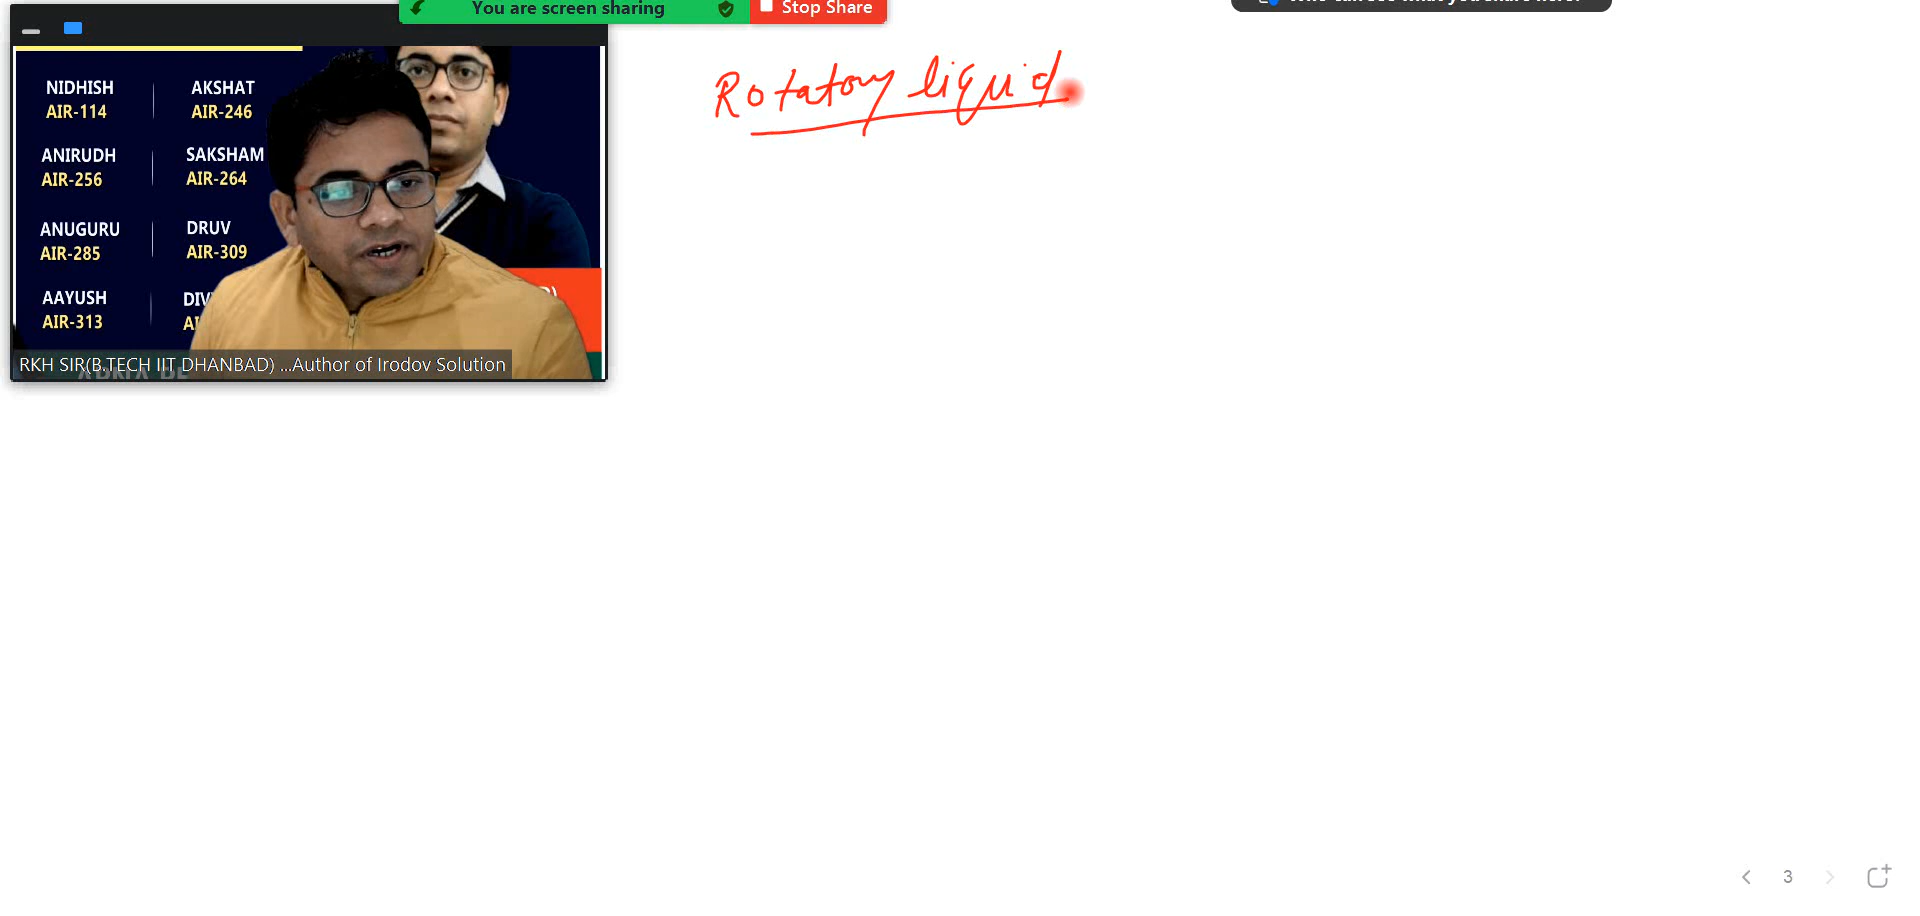 You are screen sharing
Stop Share
Rotatory liquid
NIDHISH AKSHAT
AIR-114 AIR-246
ANIRUDH SAKSHAM
AIR-256 AIR-264
ANUGURU DRUV
AIR-285 AIR-309
AAYUSH DIV
AIR-313 AI
RKH SIR(B.TECH IIT DHANBAD) ...Author of Irodov Solution
3